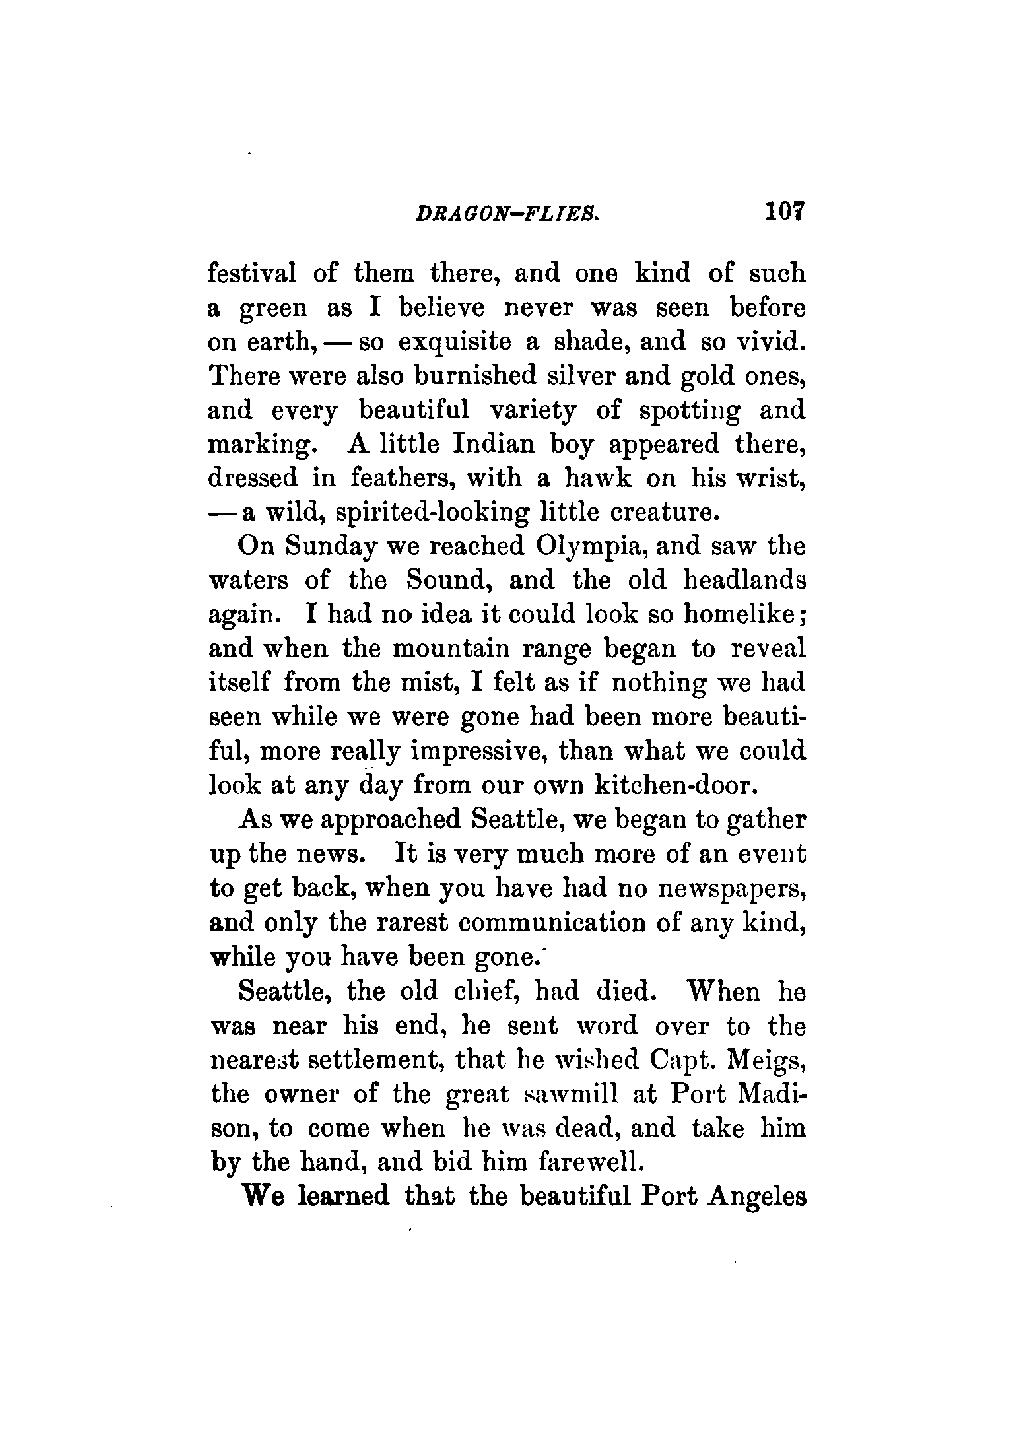 DRAGON-FLIES. 107
festival of them there, and one kind of such
a green as I believe never was seen before
on earth, — so exquisite a shade, and so vivid.
There were also burnished silver and gold ones,
and every beautiful variety of spotting and
marking. A little Indian boy appeared there,
dressed in feathers, with a hawk on his wrist,
— a wild, spirited-looking little creature.
On Sunday we reached Olympia, and saw the
waters of the Sound, and the old headlands
again. I had no idea it could look so homelike;
and when the mountain range began to reveal
itself from the mist, I felt as if nothing we had
seen while we were gone had been more beauti-
ful, more really impressive, than what we could
look at any day from our own kitchen-door.
As we approached Seattle, we began to gather
up the news. It is very much more of an event
to get back, when you have had no newspapers,
and only the rarest communication of any kind,
while you have been gone.
Seattle, the old chief, had died. When he
was near his end, he sent word over to the
nearest settlement, that he wished Capt. Meigs,
the owner of the great sawmill at Port Madi-
son, to come when he was dead, and take him
by the hand, and bid him farewell.
We learned that the beautiful Port Angeles